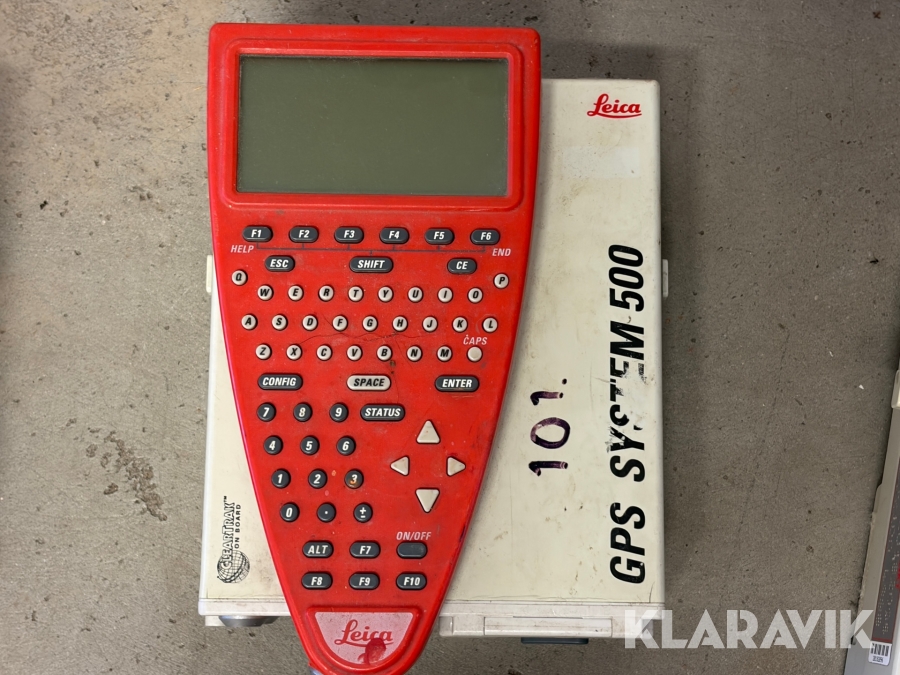 Leica
F1 F2 F3 F4 F5 F6
HELP END
ESC SHIFT CE
Q W E R T Y U I O P
A S D F G H J K L
Z X C V B N M CAPS
CONFIG SPACE ENTER
7 8 9 STATUS
4 5 6
1 2 3
0 . ±
ON/OFF
ALT F7
F8 F9 F10
Leica
GPS SYSTEM 500
101.
CLEARTRAK™
ON BOARD
KLARAVIK